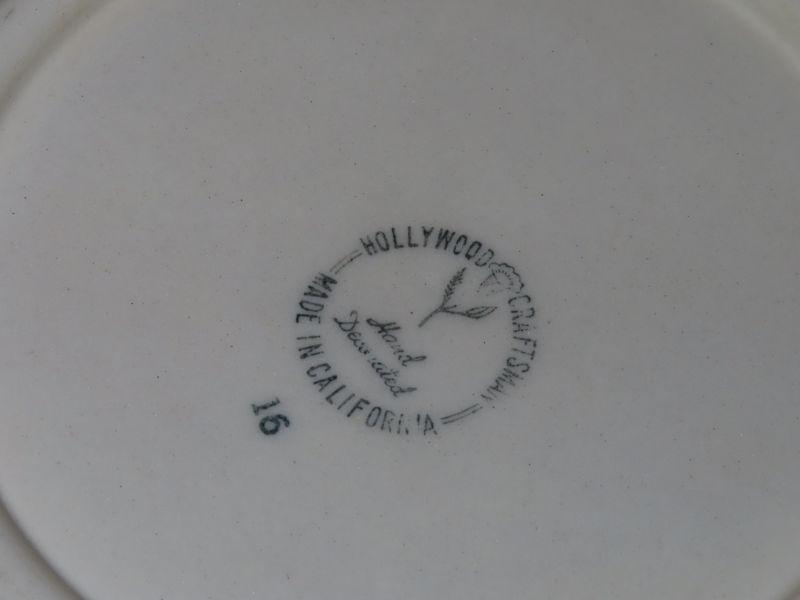 HOLLYWOOD CRAFTSMAN
Hand
Decorated
MADE IN CALIFORNIA
16